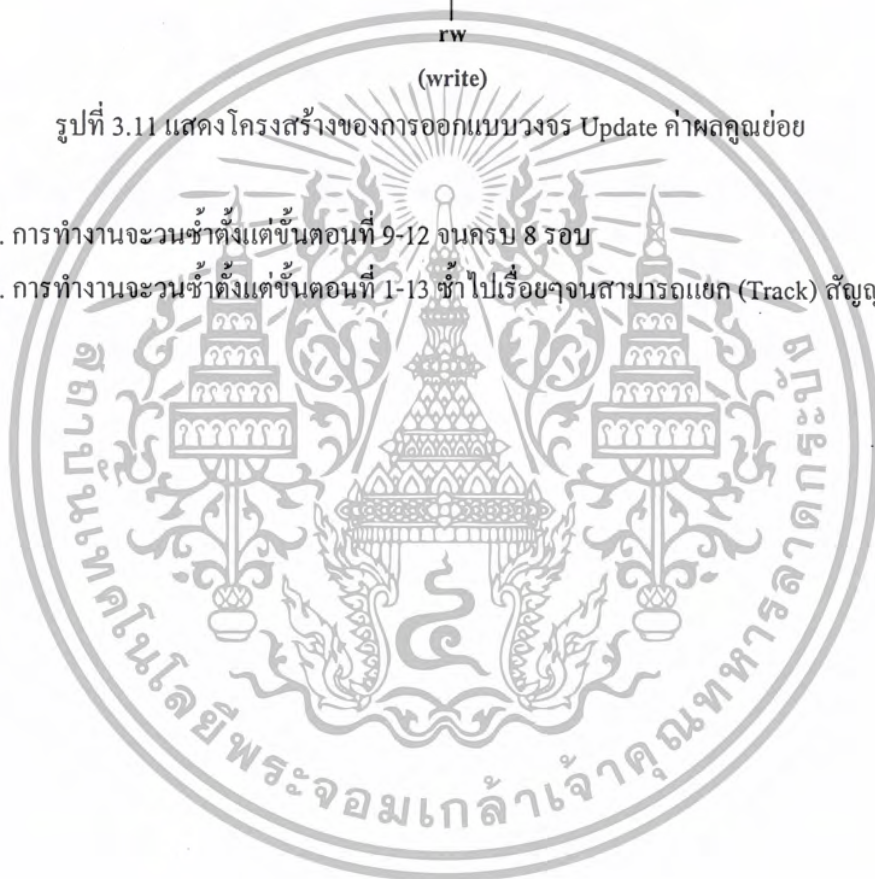 rw
(write)
รูปที่ 3.11 แสดงโครงสร้างของการออกแบบวงจร Update ค่าผลคูณย่อย
. การทำงานจะวนซ้ำตั้งแต่ขั้นตอนที่ 9-12 จนครบ 8 รอบ
. การทำงานจะวนซ้ำตั้งแต่ขั้นตอนที่ 1-13 ซ้ำไปเรื่อยๆจนสามารถแยก (Track) สัญญ
สถาบันเทคโนโลยีพระจอมเกล้าเจ้าคุณทหารลาดกระบัง